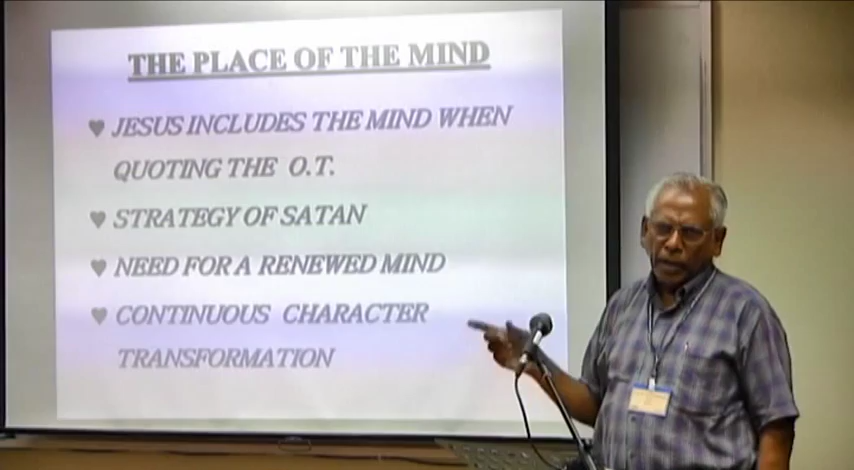 THE PLACE OF THE MIND
♥ JESUS INCLUDES THE MIND WHEN
QUOTING THE O.T.
♥ STRATEGY OF SATAN
♥ NEED FOR A RENEWED MIND
♥ CONTINUOUS CHARACTER
TRANSFORMATION